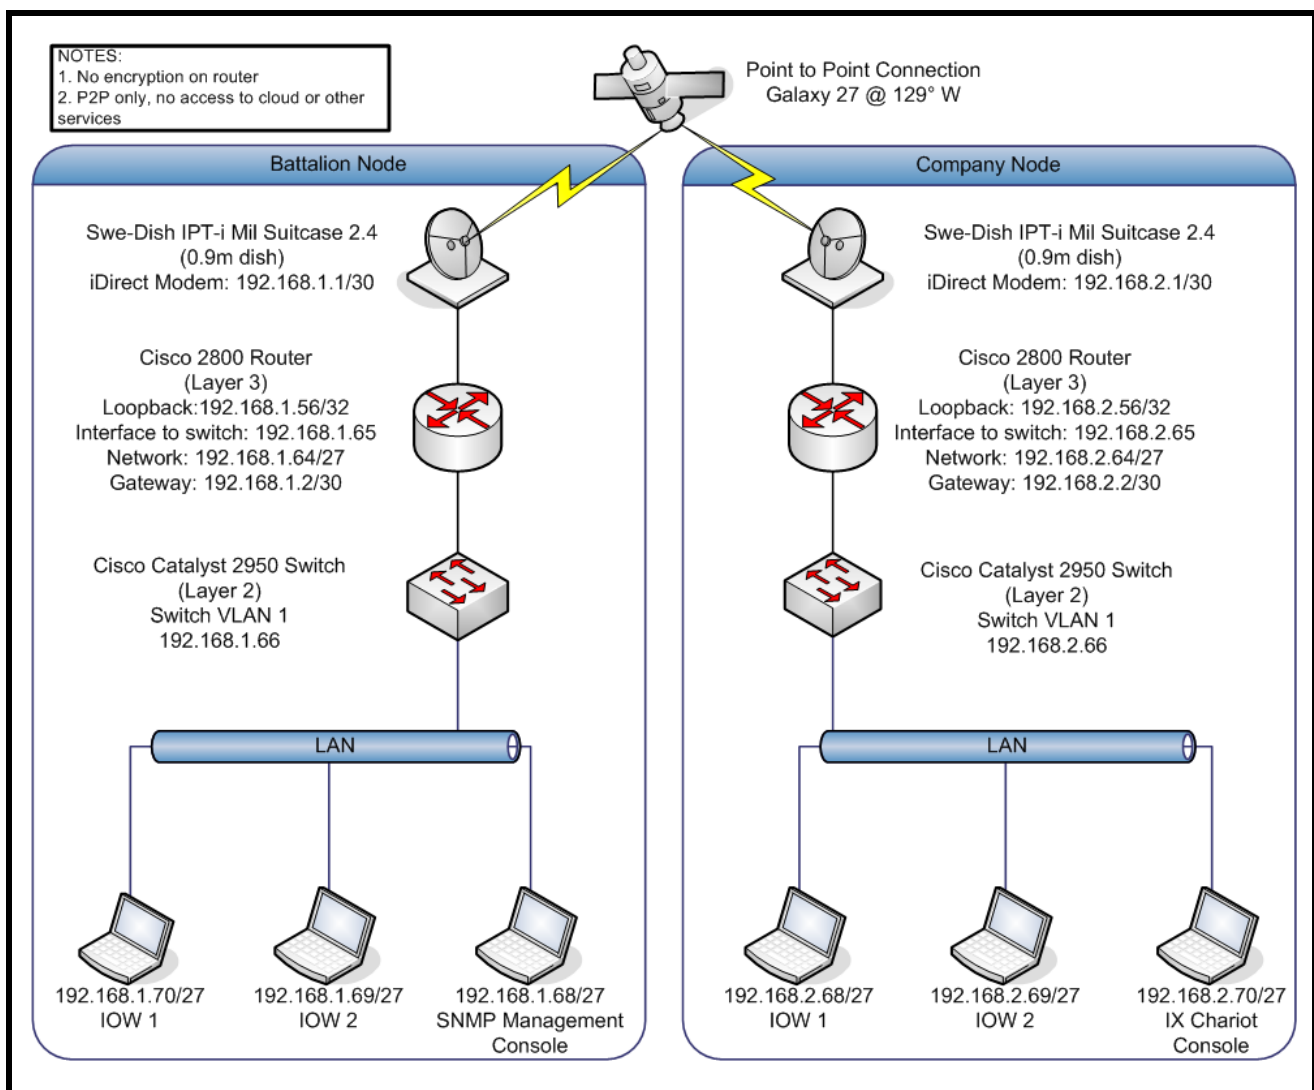 NOTES:
1. No encryption on router
2. P2P only, no access to cloud or other
services
Point to Point Connection
Galaxy 27 @ 129° W
Battalion Node
Swe-Dish IPT-i Mil Suitcase 2.4
(0.9m dish)
iDirect Modem: 192.168.1.1/30
Cisco 2800 Router
(Layer 3)
Loopback:192.168.1.56/32
Interface to switch: 192.168.1.65
Network: 192.168.1.64/27
Gateway: 192.168.1.2/30
Cisco Catalyst 2950 Switch
(Layer 2)
Switch VLAN 1
192.168.1.66
LAN
192.168.1.70/27
IOW 1
192.168.1.69/27
IOW 2
192.168.1.68/27
SNMP Management
Console
Company Node
Swe-Dish IPT-i Mil Suitcase 2.4
(0.9m dish)
iDirect Modem: 192.168.2.1/30
Cisco 2800 Router
(Layer 3)
Loopback: 192.168.2.56/32
Interface to switch: 192.168.2.65
Network: 192.168.2.64/27
Gateway: 192.168.2.2/30
Cisco Catalyst 2950 Switch
(Layer 2)
Switch VLAN 1
192.168.2.66
LAN
192.168.2.68/27
IOW 1
192.168.2.69/27
IOW 2
192.168.2.70/27
IX Chariot
Console